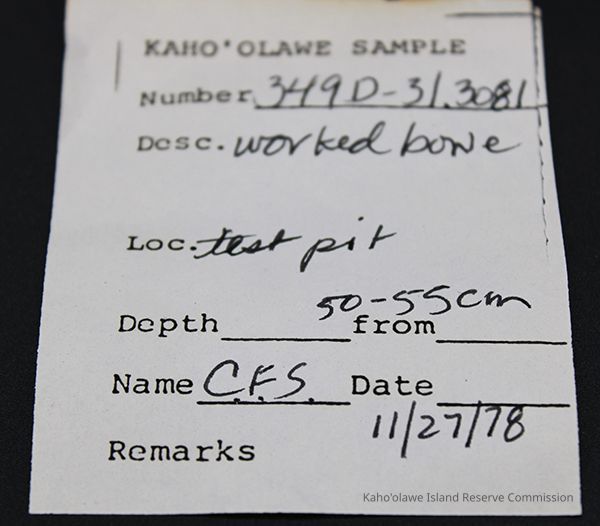 KAHO'OLAWE SAMPLE
Number 349D-31.3081
Desc. worked bone
Loc. test pit
50-55cm
Depth from
Name C.F.S. Date
11/27/78
Remarks
Kaho'olawe Island Reserve Commission